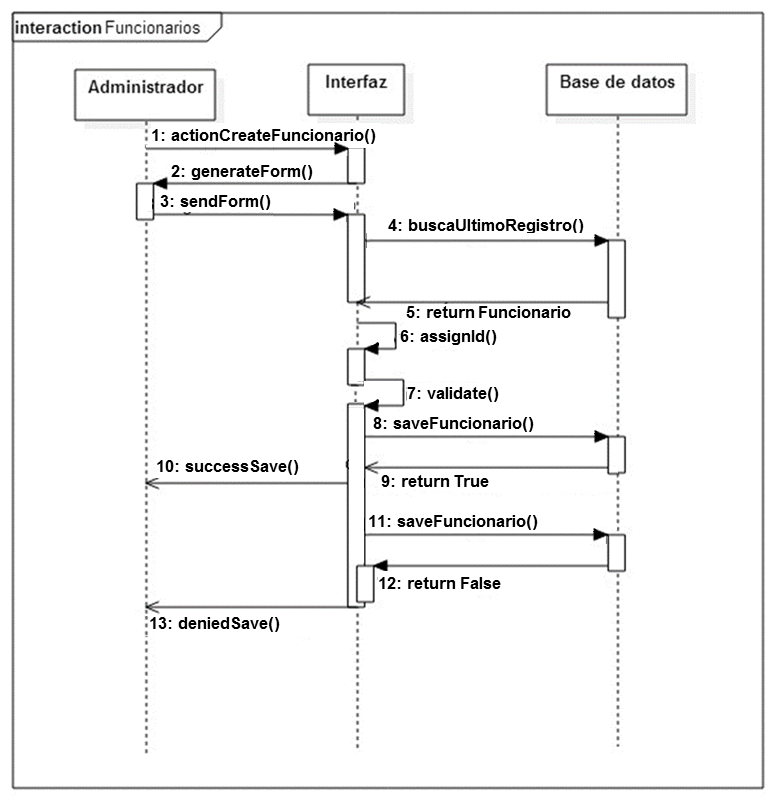 interaction Funcionarios
Administrador
Interfaz
Base de datos
1: actionCreateFuncionario()
2: generateForm()
3: sendForm()
4: buscaUltimoRegistro()
5: return Funcionario
6: assignId()
7: validate()
8: saveFuncionario()
9: return True
10: successSave()
11: saveFuncionario()
12: return False
13: deniedSave()